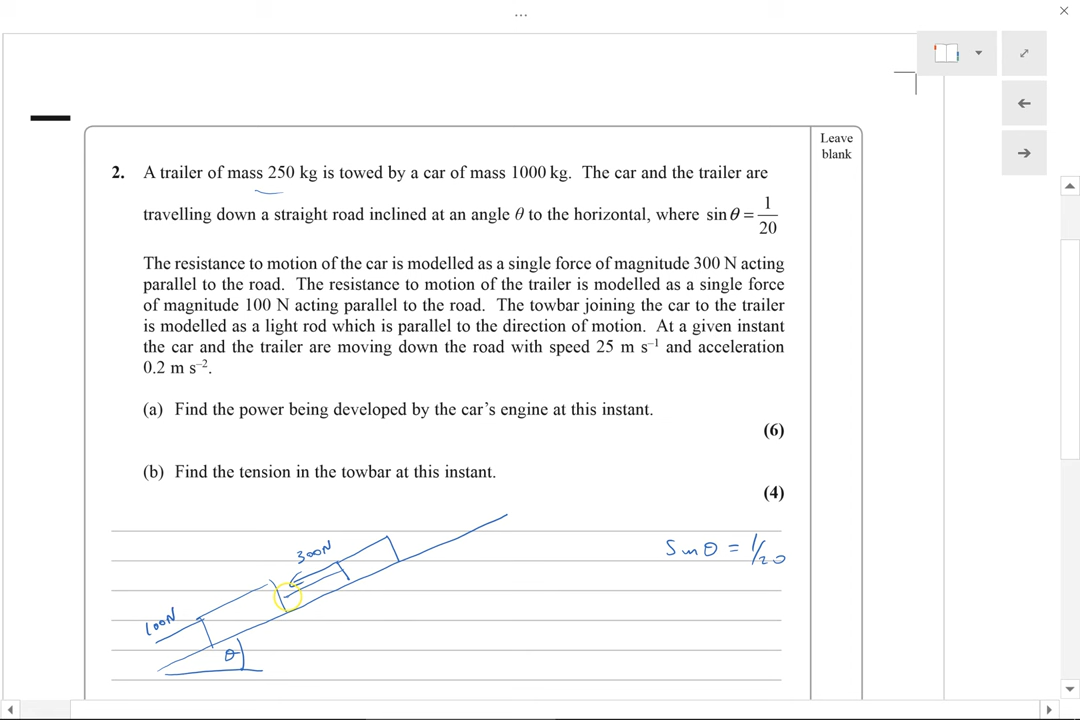 Leave
blank
2. A trailer of mass 250 kg is towed by a car of mass 1000 kg. The car and the trailer are
travelling down a straight road inclined at an angle θ to the horizontal, where sin θ = 1/20
The resistance to motion of the car is modelled as a single force of magnitude 300 N acting
parallel to the road. The resistance to motion of the trailer is modelled as a single force
of magnitude 100 N acting parallel to the road. The towbar joining the car to the trailer
is modelled as a light rod which is parallel to the direction of motion. At a given instant
the car and the trailer are moving down the road with speed 25 m s⁻¹ and acceleration
0.2 m s⁻².
(a) Find the power being developed by the car’s engine at this instant.
(6)
(b) Find the tension in the towbar at this instant.
(4)
300N
Sin θ = 1/20
100N
θ